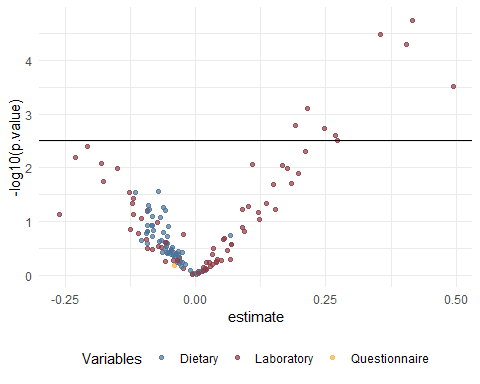 -log10(p.value)
4
3
2
1
0
-0.25
0.00
0.25
0.50
estimate
Variables
Dietary
Laboratory
Questionnaire